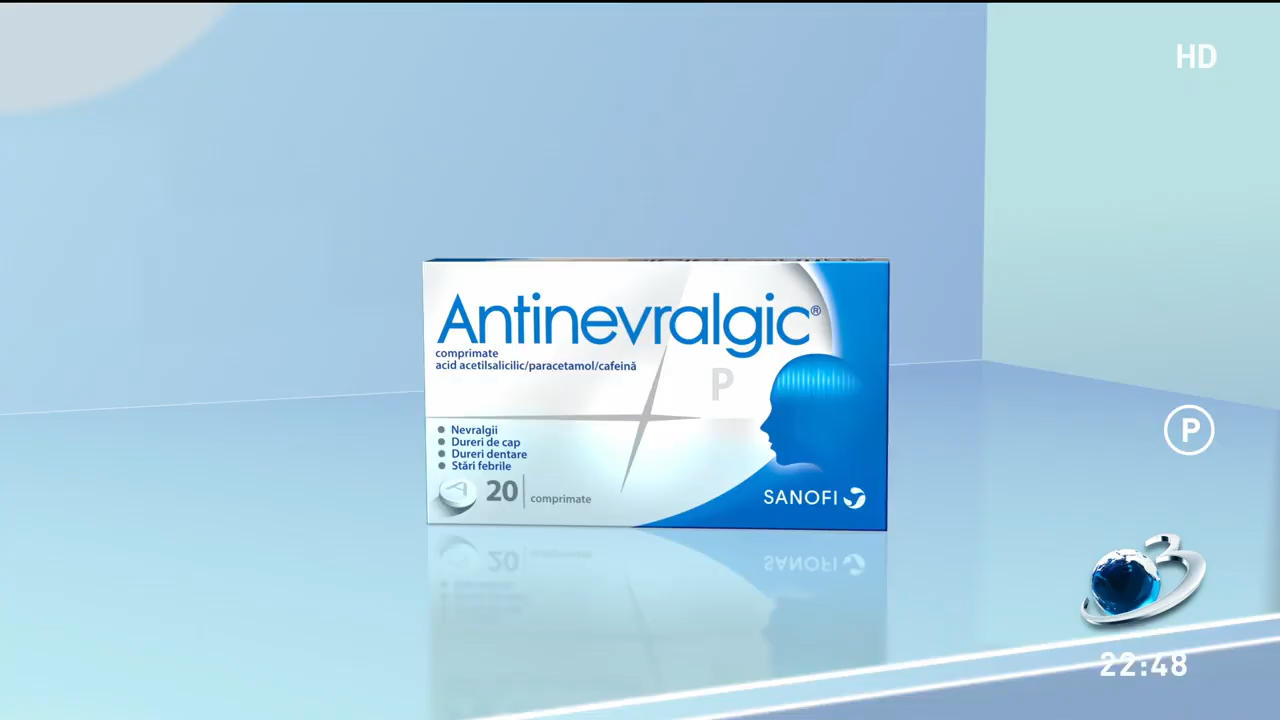 HD
Antinevralgic®
comprimate
acid acetilsalicilic/paracetamol/cafeină
P
Nevralgii
Dureri de cap
Dureri dentare
Stări febrile
A
20 comprimate
SANOFI
P
3
22:48